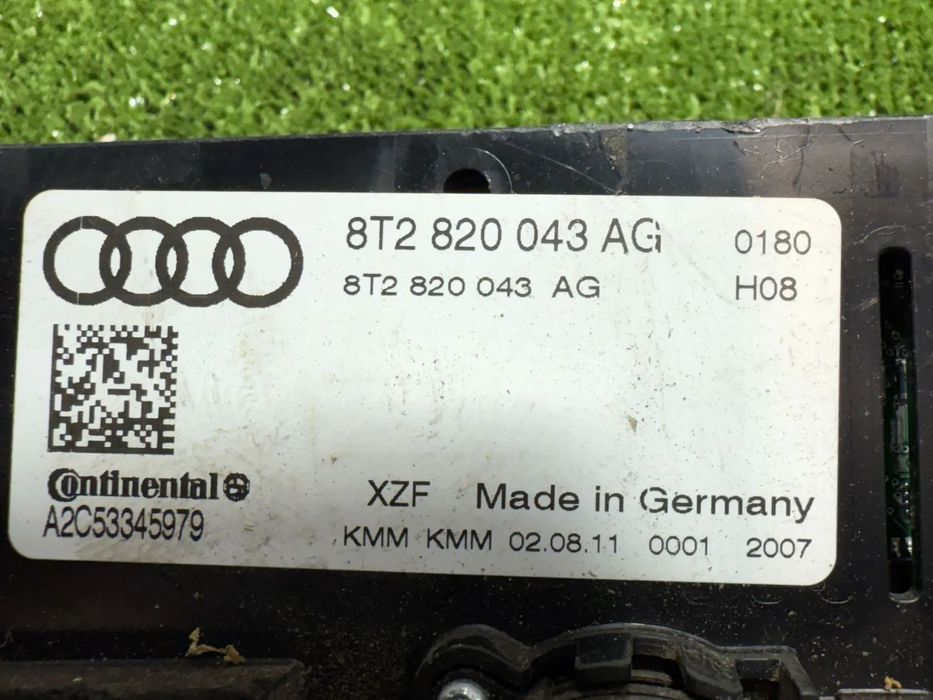 8T2 820 043 AG 0180
8T2 820 043 AG H08
Continental
A2C53345979
XZF Made in Germany
KMM KMM 02.08.11 0001 2007